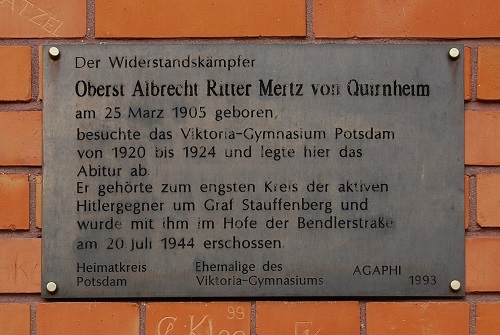 Der Widerstandskämpfer
Oberst Albrecht Ritter Mertz von Quirnheim
am 25. März 1905 geboren,
besuchte das Viktoria-Gymnasium Potsdam
von 1920 bis 1924 und legte hier das
Abitur ab.
Er gehörte zum engsten Kreis der aktiven
Hitlergegner um Graf Stauffenberg und
wurde mit ihm im Hofe der Bendlerstraße
am 20. Juli 1944 erschossen.
Heimatkreis Potsdam
Ehemalige des Viktoria-Gymnasiums
AGAPHI 1993
99